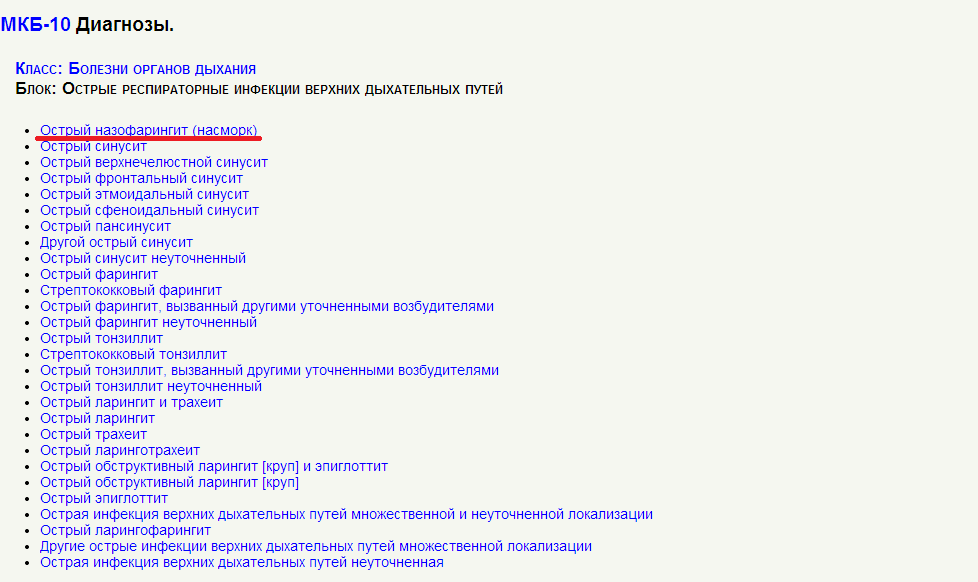 МКБ-10 Диагнозы.
Класс: Болезни органов дыхания
Блок: Острые респираторные инфекции верхних дыхательных путей
Острый назофарингит (насморк)
Острый синусит
Острый верхнечелюстной синусит
Острый фронтальный синусит
Острый этмоидальный синусит
Острый сфеноидальный синусит
Острый пансинусит
Другой острый синусит
Острый синусит неуточненный
Острый фарингит
Стрептококковый фарингит
Острый фарингит, вызванный другими уточненными возбудителями
Острый фарингит неуточненный
Острый тонзиллит
Стрептококковый тонзиллит
Острый тонзиллит, вызванный другими уточненными возбудителями
Острый тонзиллит неуточненный
Острый ларингит и трахеит
Острый ларингит
Острый трахеит
Острый ларинготрахеит
Острый обструктивный ларингит [круп] и эпиглоттит
Острый обструктивный ларингит [круп]
Острый эпиглоттит
Острая инфекция верхних дыхательных путей множественной и неуточненной локализации
Острый ларингофарингит
Другие острые инфекции верхних дыхательных путей множественной локализации
Острая инфекция верхних дыхательных путей неуточненная